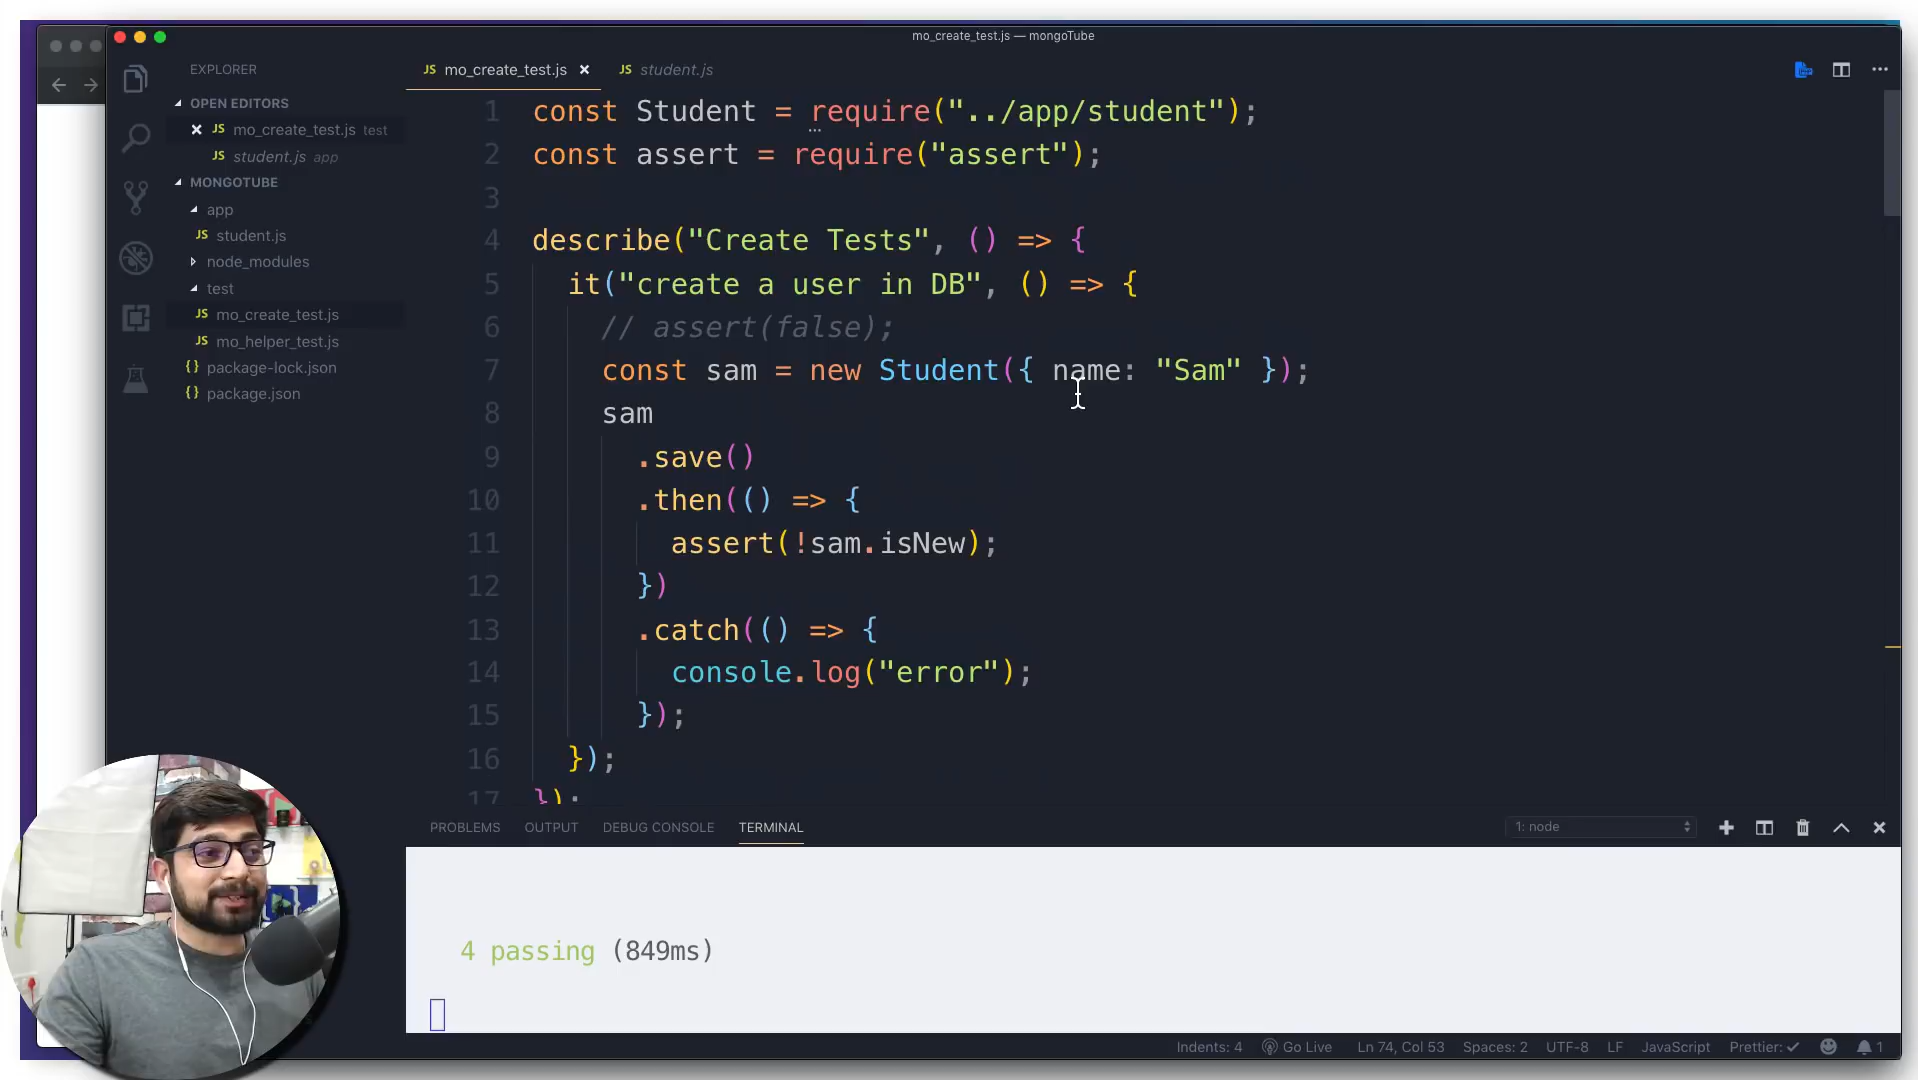 mo_create_test.js — mongoTube
EXPLORER
OPEN EDITORS
JS mo_create_test.js test
JS student.js app
MONGOTUBE
app
JS student.js
node_modules
test
JS mo_create_test.js
JS mo_helper_test.js
{} package-lock.json
{} package.json
JS mo_create_test.js
JS student.js
1 const Student = require("../app/student");
2 const assert = require("assert");
3
4 describe("Create Tests", () => {
5 it("create a user in DB", () => {
6 // assert(false);
7 const sam = new Student({ name: "Sam" });
8 sam
9 .save()
10 .then(() => {
11 assert(!sam.isNew);
12 })
13 .catch(() => {
14 console.log("error");
15 });
16 });
17 });
PROBLEMS OUTPUT DEBUG CONSOLE TERMINAL
1: node
4 passing (849ms)
Indents: 4 Go Live Ln 74, Col 53 Spaces: 2 UTF-8 LF JavaScript Prettier: ✓ 1